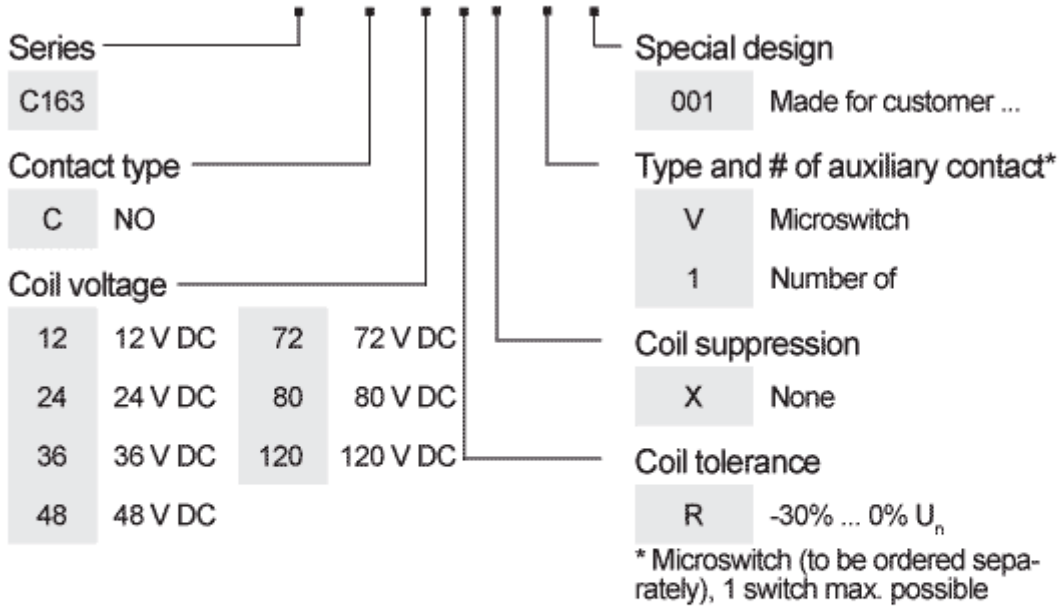 Series
C163
Contact type
C NO
Coil voltage
12 12 V DC 72 72 V DC
24 24 V DC 80 80 V DC
36 36 V DC 120 120 V DC
48 48 V DC
Special design
001 Made for customer ...
Type and # of auxiliary contact*
V Microswitch
1 Number of
Coil suppression
X None
Coil tolerance
R -30% ... 0% Un
* Microswitch (to be ordered sepa-
rately), 1 switch max. possible